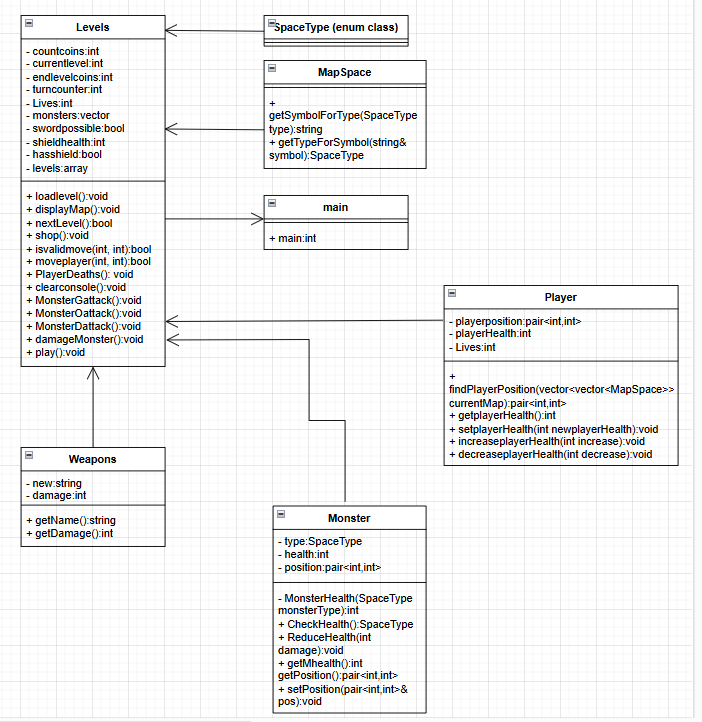 Levels
- countcoins:int
- currentlevel:int
- endlevelcoins:int
- turncounter:int
- Lives:int
- monsters:vector
- swordpossible:bool
- shieldhealth:int
- hasshield:bool
- levels:array
+ loadlevel():void
+ displayMap():void
+ nextLevel():bool
+ shop():void
+ isvalidmove(int, int):bool
+ moveplayer(int, int):bool
+ PlayerDeaths(): void
+ clearconsole():void
+ MonsterGattack():void
+ MonsterOattack():void
+ MonsterDattack():void
+ damageMonster():void
+ play():void
SpaceType (enum class)
MapSpace
+
getSymbolForType(SpaceType
type):string
+ getTypeForSymbol(string&
symbol):SpaceType
main
+ main:int
Player
- playerposition:pair<int,int>
- playerHealth:int
- Lives:int
+
findPlayerPosition(vector<vector<MapSpace>>
currentMap):pair<int,int>
+ getplayerHealth():int
+ setplayerHealth(int newplayerHealth):void
+ increaseplayerHealth(int increase):void
+ decreaseplayerHealth(int decrease):void
Weapons
- new:string
- damage:int
+ getName():string
+ getDamage():int
Monster
- type:SpaceType
- health:int
- position:pair<int,int>
- MonsterHealth(SpaceType
monsterType):int
+ CheckHealth():SpaceType
+ ReduceHealth(int
damage):void
+ getMhealth():int
getPosition():pair<int,int>
+ setPosition(pair<int,int>&
pos):void